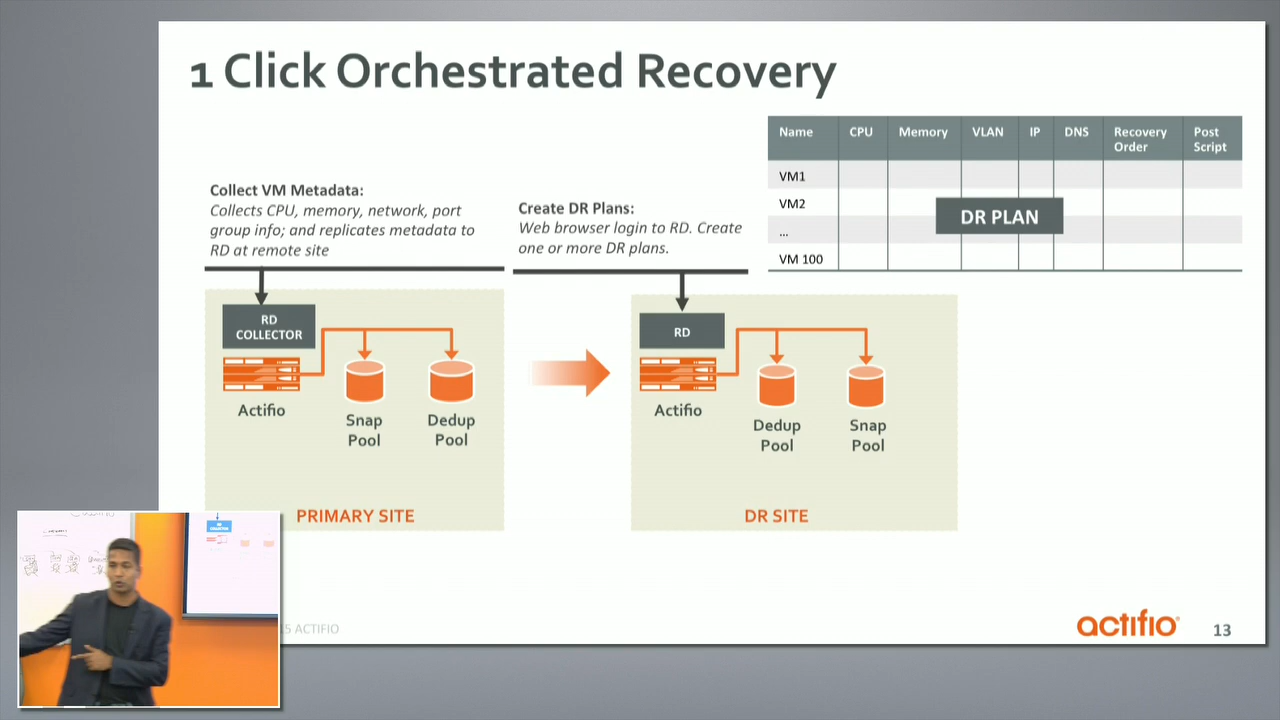 1 Click Orchestrated Recovery
Name CPU Memory VLAN IP DNS Recovery Order Post Script
VM1
VM2
...
VM 100
DR PLAN
Collect VM Metadata:
Collects CPU, memory, network, port
group info; and replicates metadata to
RD at remote site
Create DR Plans:
Web browser login to RD. Create
one or more DR plans.
RD
COLLECTOR
Actifio
Snap
Pool
Dedup
Pool
PRIMARY SITE
RD
Actifio
Dedup
Pool
Snap
Pool
DR SITE
5 ACTIFIO
actifio
13